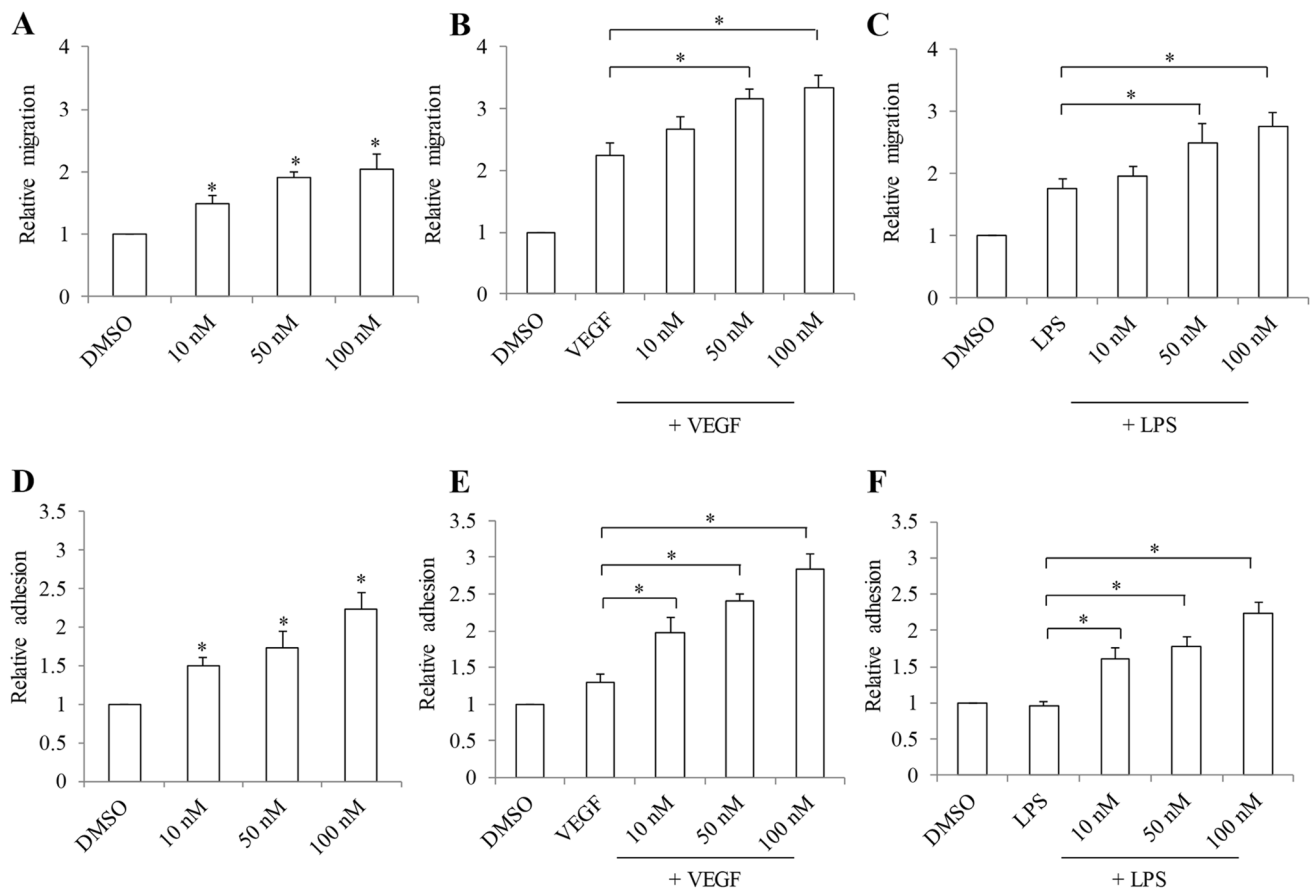 A
Relative migration
4
3
2
1
0
*
*
*
DMSO
10 nM
50 nM
100 nM
B
Relative migration
4
3
2
1
0
*
*
DMSO
VEGF
10 nM
50 nM
100 nM
+ VEGF
C
Relative migration
4
3
2
1
0
*
*
DMSO
LPS
10 nM
50 nM
100 nM
+ LPS
D
Relative adhesion
3.5
3
2.5
2
1.5
1
0.5
0
*
*
*
DMSO
10 nM
50 nM
100 nM
E
Relative adhesion
3.5
3
2.5
2
1.5
1
0.5
0
*
*
*
DMSO
VEGF
10 nM
50 nM
100 nM
+ VEGF
F
Relative adhesion
3.5
3
2.5
2
1.5
1
0.5
0
*
*
*
DMSO
LPS
10 nM
50 nM
100 nM
+ LPS